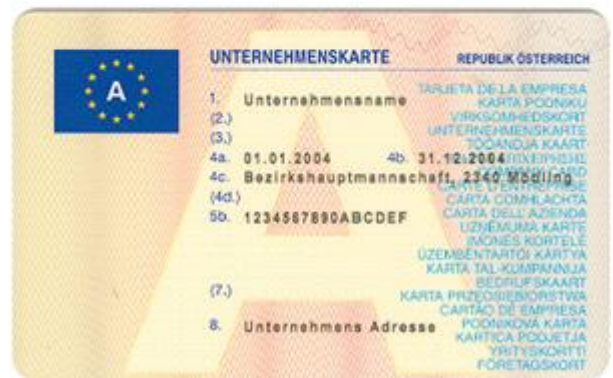 UNTERNEHMENSKARTE REPUBLIK ÖSTERREICH
A
TARJETA DE LA EMPRESA
1. Unternehmensname
KARTA PODNIKU
(2.)
VIRKSOMHEDSKORT
UNTERNEHMENSKARTE
(3.)
TÖÖANDJA KAART
4a. 01.01.2004 4b. 31.12.2004
4c. Bezirkshauptmannschaft, 2340 Mödling
CARTE D'ENTREPRISE
(4d.)
CARTA COMHLACHTA
5b. 1234567890ABCDEF
CARTA DELL'AZIENDA
UZŅĒMUMA KARTE
ĮMONĖS KORTELĖ
ÜZEMBENTARTÓI KÁRTYA
KARTA TAL-KUMPANNIJA
BEDRIJFSKAART
(7.)
KARTA PRZEDSIĘBIORSTWA
CARTÃO DE EMPRESA
8. Unternehmens Adresse
PODNIKOVÁ KARTA
KARTICA PODJETJA
YRITYSKORTTI
FÖRETAGSKORT